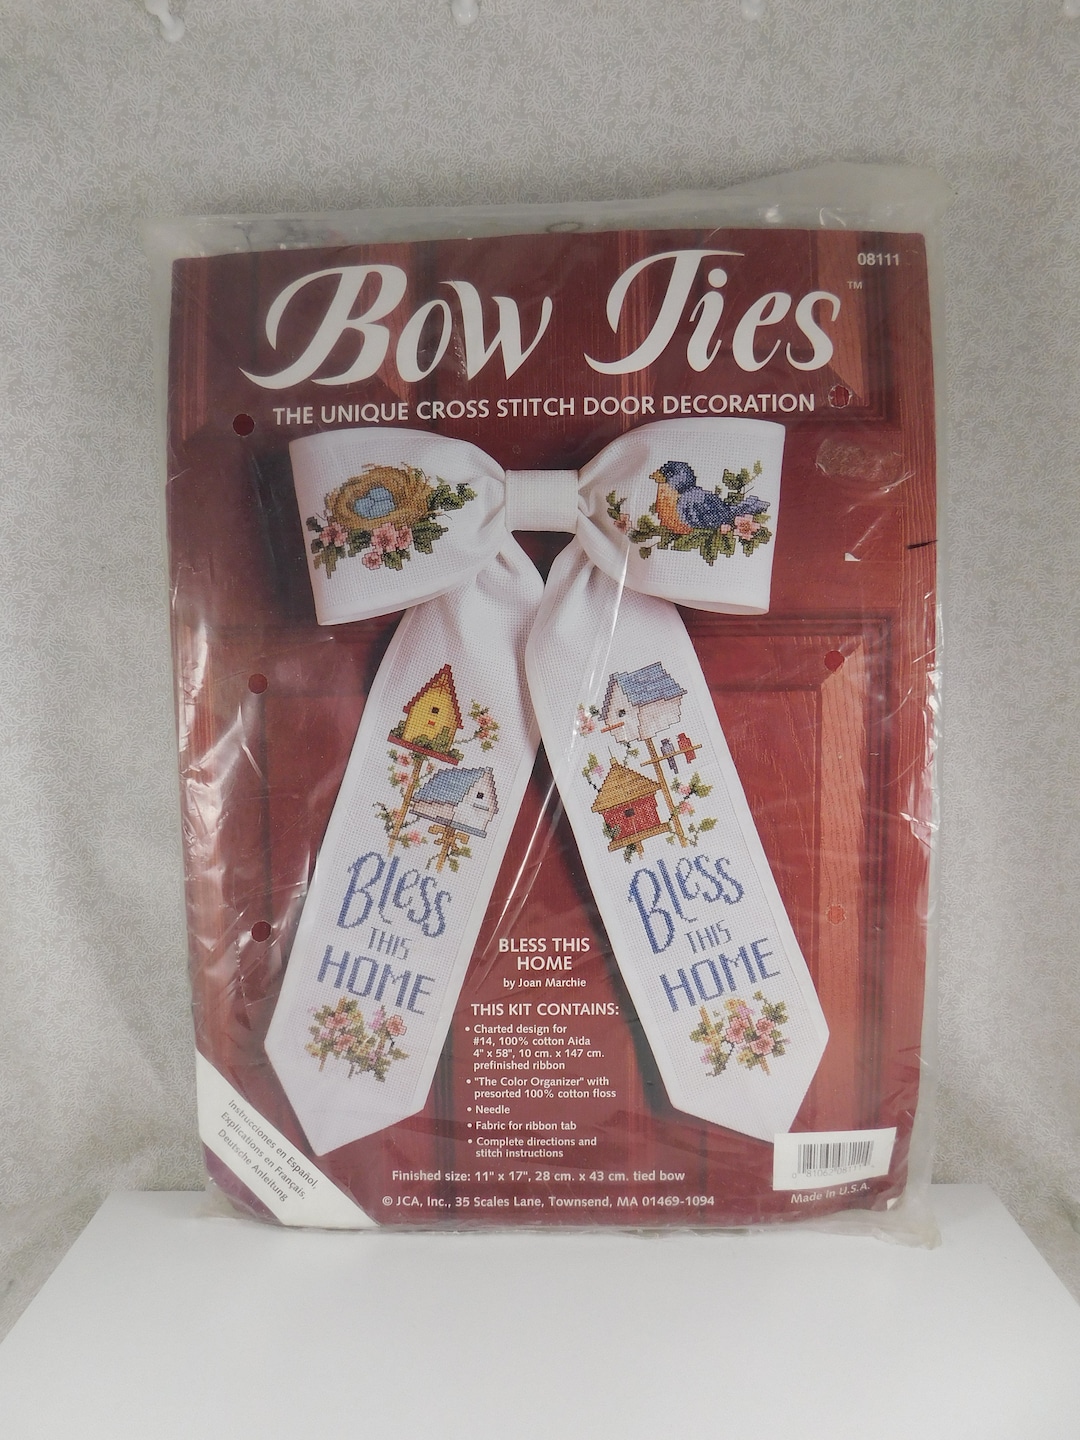 08111
Bow Ties™
THE UNIQUE CROSS STITCH DOOR DECORATION
Bless
THIS
HOME
Bless
THIS
HOME
BLESS THIS
HOME
by Joan Marchie
THIS KIT CONTAINS:
• Charted design for
#14, 100% cotton Aida
4" x 58", 10 cm. x 147 cm.
prefinished ribbon
• "The Color Organizer" with
presorted 100% cotton floss
• Needle
• Fabric for ribbon tab
• Complete directions and
stitch instructions
Finished size: 11" x 17", 28 cm. x 43 cm. tied bow
© JCA, Inc., 35 Scales Lane, Townsend, MA 01469-1094
Instrucciones en Español,
Explications en Français,
Deutsche Anleitung
Made in U.S.A.